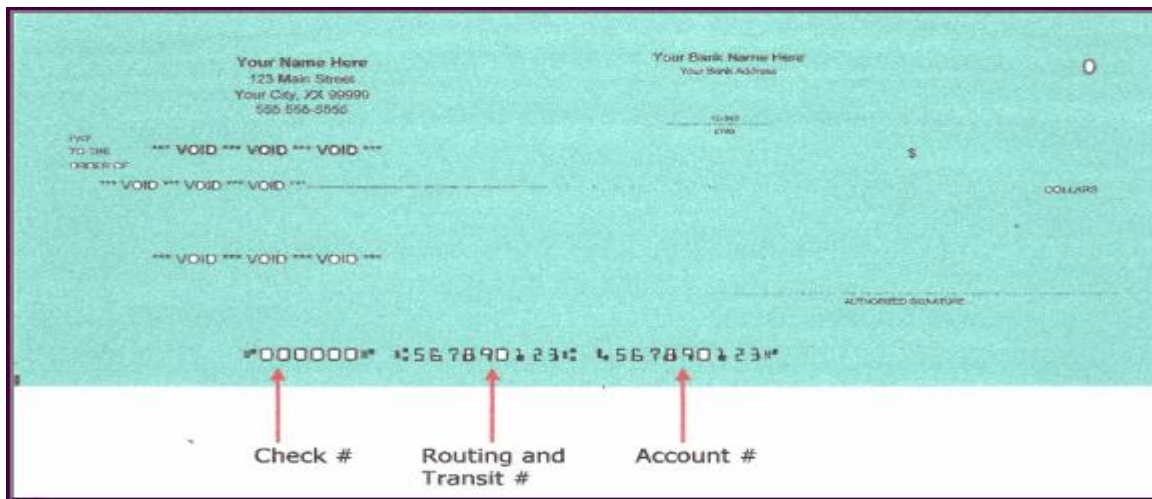 Your Name Here
123 Main Street
Your City, XX 99999
555 555-5555
Your Bank Name Here
Your Bank Address
0
PAY
TO THE
ORDER OF
*** VOID *** VOID *** VOID ***
$
*** VOID *** VOID *** VOID ***
DOLLARS
*** VOID *** VOID *** VOID ***
AUTHORIZED SIGNATURE
⑈000000⑈ ⑆567890123⑆ 4567890123⑈
Check #
Routing and
Transit #
Account #